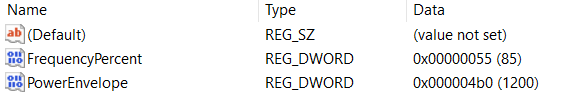 Name Type Data
(Default) REG_SZ (value not set)
FrequencyPercent REG_DWORD 0x00000055 (85)
PowerEnvelope REG_DWORD 0x000004b0 (1200)